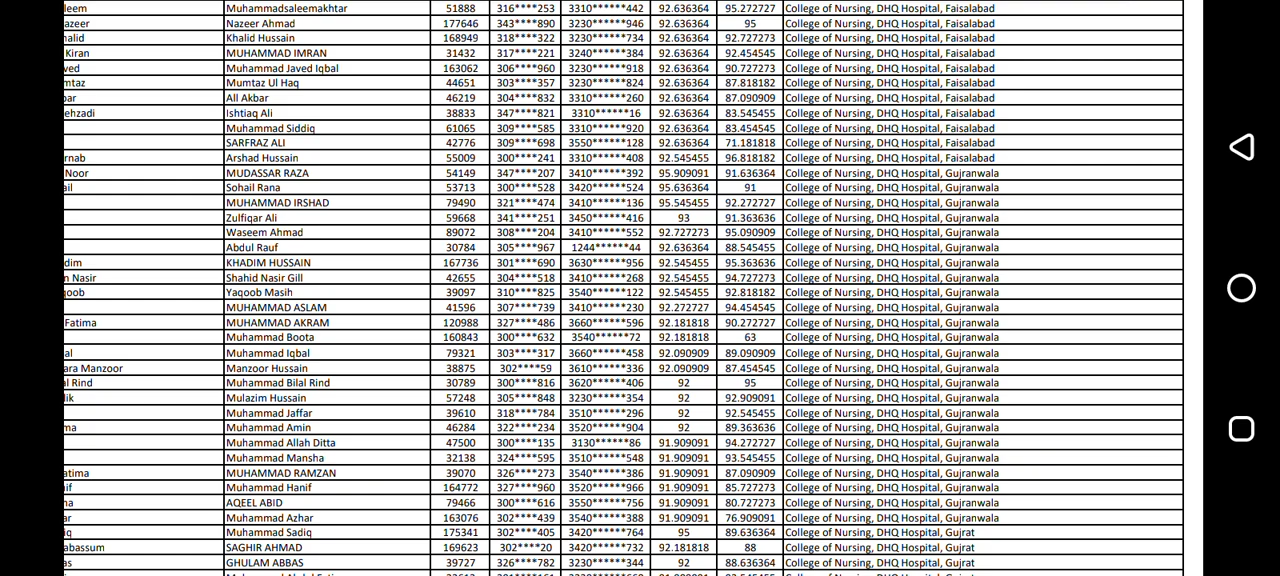 leem Muhammadsaleemakhtar 51888 316****253 3310******442 92.636364 95.272727 College of Nursing, DHQ Hospital, Faisalabad
azeer Nazeer Ahmad 177646 343****890 3230******946 92.636364 95 College of Nursing, DHQ Hospital, Faisalabad
nalid Khalid Hussain 168949 318****322 3230******734 92.636364 92.727273 College of Nursing, DHQ Hospital, Faisalabad
Kiran MUHAMMAD IMRAN 31432 317****221 3240******384 92.636364 92.454545 College of Nursing, DHQ Hospital, Faisalabad
ved Muhammad Javed Iqbal 163062 306****960 3230******918 92.636364 90.727273 College of Nursing, DHQ Hospital, Faisalabad
mtaz Mumtaz Ul Haq 44651 303****357 3230******824 92.636364 87.818182 College of Nursing, DHQ Hospital, Faisalabad
bar All Akbar 46219 304****832 3310******260 92.636364 87.090909 College of Nursing, DHQ Hospital, Faisalabad
ehzadi Ishtiaq Ali 38833 347****821 3310******16 92.636364 83.545455 College of Nursing, DHQ Hospital, Faisalabad
Muhammad Siddiq 61065 309****585 3310******920 92.636364 83.454545 College of Nursing, DHQ Hospital, Faisalabad
SARFRAZ ALI 42776 309****698 3550******128 92.636364 71.181818 College of Nursing, DHQ Hospital, Faisalabad
rnab Arshad Hussain 55009 300****241 3310******408 92.545455 96.818182 College of Nursing, DHQ Hospital, Faisalabad
Noor MUDASSAR RAZA 54149 347****207 3410******392 95.909091 91.636364 College of Nursing, DHQ Hospital, Gujranwala
ail Sohail Rana 53713 300****528 3420******524 95.636364 91 College of Nursing, DHQ Hospital, Gujranwala
MUHAMMAD IRSHAD 79490 321****474 3410******136 95.545455 92.272727 College of Nursing, DHQ Hospital, Gujranwala
Zulfiqar Ali 59668 341****251 3450******416 93 91.363636 College of Nursing, DHQ Hospital, Gujranwala
Waseem Ahmad 89072 308****204 3410******552 92.727273 95.090909 College of Nursing, DHQ Hospital, Gujranwala
Abdul Rauf 30784 305****967 1244******44 92.636364 88.545455 College of Nursing, DHQ Hospital, Gujranwala
dim KHADIM HUSSAIN 167736 301****690 3630******956 92.545455 95.363636 College of Nursing, DHQ Hospital, Gujranwala
n Nasir Shahid Nasir Gill 42655 304****518 3410******268 92.545455 94.727273 College of Nursing, DHQ Hospital, Gujranwala
qoob Yaqoob Masih 39097 310****825 3540******122 92.545455 92.818182 College of Nursing, DHQ Hospital, Gujranwala
MUHAMMAD ASLAM 41596 307****739 3410******230 92.272727 94.454545 College of Nursing, DHQ Hospital, Gujranwala
Fatima MUHAMMAD AKRAM 120988 327****486 3660******596 92.181818 90.272727 College of Nursing, DHQ Hospital, Gujranwala
Muhammad Boota 160843 300****632 3540******72 92.181818 63 College of Nursing, DHQ Hospital, Gujranwala
al Muhammad Iqbal 79321 303****317 3660******458 92.090909 89.090909 College of Nursing, DHQ Hospital, Gujranwala
ara Manzoor Manzoor Hussain 38875 302****59 3610******336 92.090909 87.454545 College of Nursing, DHQ Hospital, Gujranwala
al Rind Muhammad Bilal Rind 30789 300****816 3620******406 92 95 College of Nursing, DHQ Hospital, Gujranwala
lik Mulazim Hussain 57248 305****848 3230******354 92 92.909091 College of Nursing, DHQ Hospital, Gujranwala
Muhammad Jaffar 39610 318****784 3510******296 92 92.545455 College of Nursing, DHQ Hospital, Gujranwala
ma Muhammad Amin 46284 322****234 3520******904 92 89.363636 College of Nursing, DHQ Hospital, Gujranwala
Muhammad Allah Ditta 47500 300****135 3130******86 91.909091 94.272727 College of Nursing, DHQ Hospital, Gujranwala
Muhammad Mansha 32138 324****595 3510******548 91.909091 93.545455 College of Nursing, DHQ Hospital, Gujranwala
atima MUHAMMAD RAMZAN 39070 326****273 3540******386 91.909091 87.090909 College of Nursing, DHQ Hospital, Gujranwala
nif Muhammad Hanif 164772 327****960 3520******966 91.909091 85.727273 College of Nursing, DHQ Hospital, Gujranwala
na AQEEL ABID 79466 300****616 3550******756 91.909091 80.727273 College of Nursing, DHQ Hospital, Gujranwala
ar Muhammad Azhar 163076 302****439 3540******388 91.909091 76.909091 College of Nursing, DHQ Hospital, Gujranwala
iq Muhammad Sadiq 175341 302****405 3420******764 95 89.636364 College of Nursing, DHQ Hospital, Gujrat
abassum SAGHIR AHMAD 169623 302****20 3420******732 92.181818 88 College of Nursing, DHQ Hospital, Gujrat
as GHULAM ABBAS 39727 326****782 3230******344 92 88.636364 College of Nursing, DHQ Hospital, Gujrat